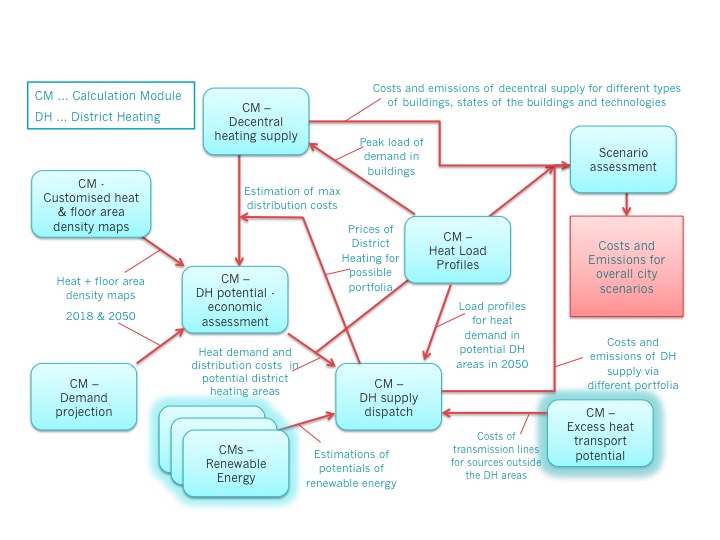 CM ... Calculation Module
DH ... District Heating
CM –
Decentral
heating supply
Costs and emissions of decentral supply for different types
of buildings, states of the buildings and technologies
Peak load of
demand in
buildings
Scenario
assessment
CM -
Customised heat
& floor area
density maps
Estimation of max
distribution costs
Prices of
District
Heating for
possible
portfolia
CM –
Heat Load
Profiles
Costs and
Emissions for
overall city
scenarios
Heat + floor area
density maps
2018 & 2050
CM –
DH potential -
economic
assessment
Load profiles
for heat
demand in
potential DH
areas in 2050
Heat demand and
distribution costs in
potential district
heating areas
Costs and
emissions of DH
supply via
different portfolia
CM –
Demand
projection
CM –
DH supply
dispatch
CM –
Excess heat
transport
potential
CMs –
Renewable
Energy
Estimations of
potentials of
renewable energy
Costs of
transmission lines
for sources outside
the DH areas